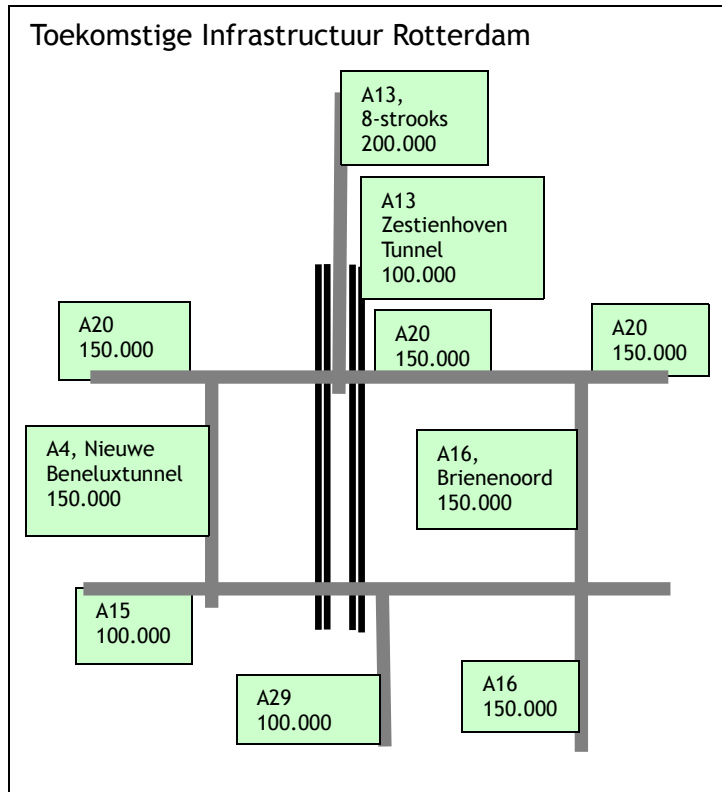 Toekomstige Infrastructuur Rotterdam
A13,
8-strooks
200.000
A13
Zestienhoven
Tunnel
100.000
A20
150.000
A20
150.000
A20
150.000
A4, Nieuwe
Beneluxtunnel
150.000
A16,
Brienenoord
150.000
A15
100.000
A29
100.000
A16
150.000